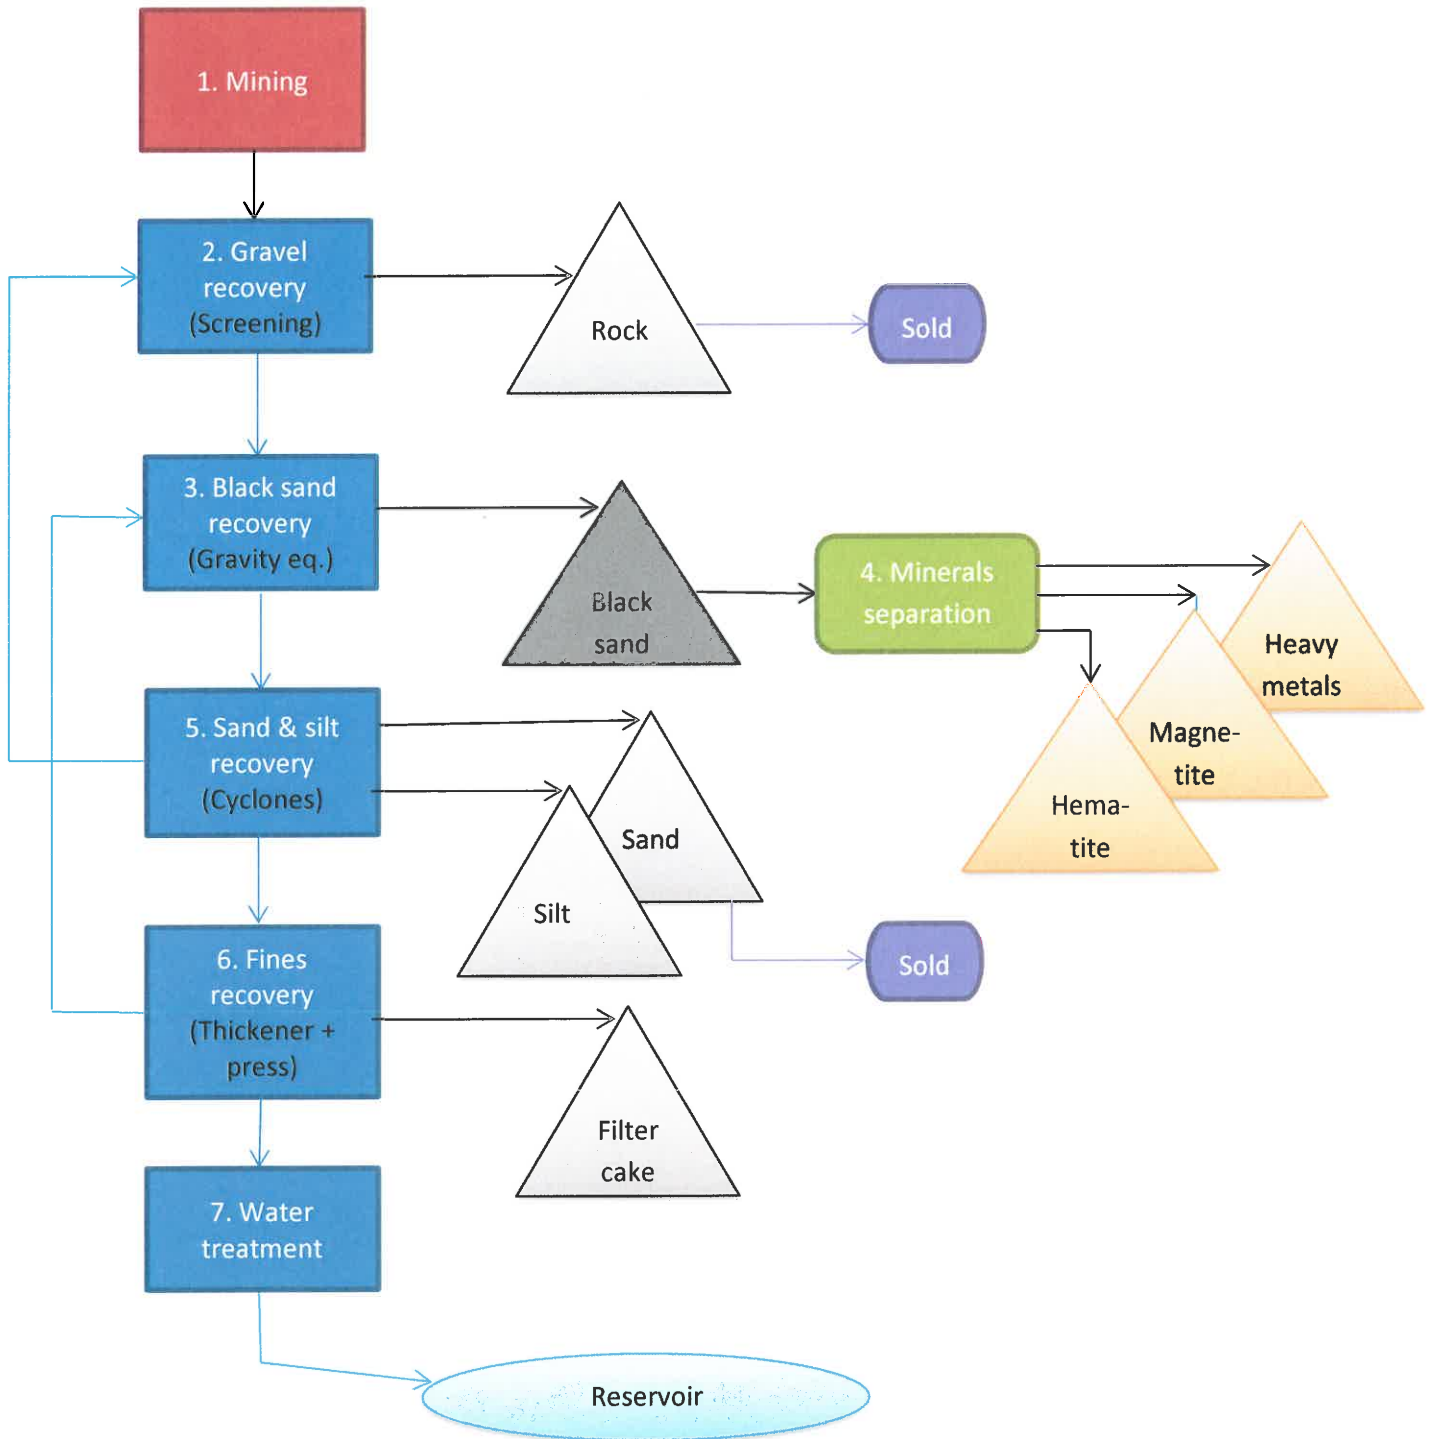 1. Mining
2. Gravel
recovery
(Screening)
Rock
Sold
3. Black sand
recovery
(Gravity eq.)
Black
sand
4. Minerals
separation
Heavy
metals
Magne-
tite
Hema-
tite
5. Sand & silt
recovery
(Cyclones)
Sand
Silt
Sold
6. Fines
recovery
(Thickener +
press)
Filter
cake
7. Water
treatment
Reservoir